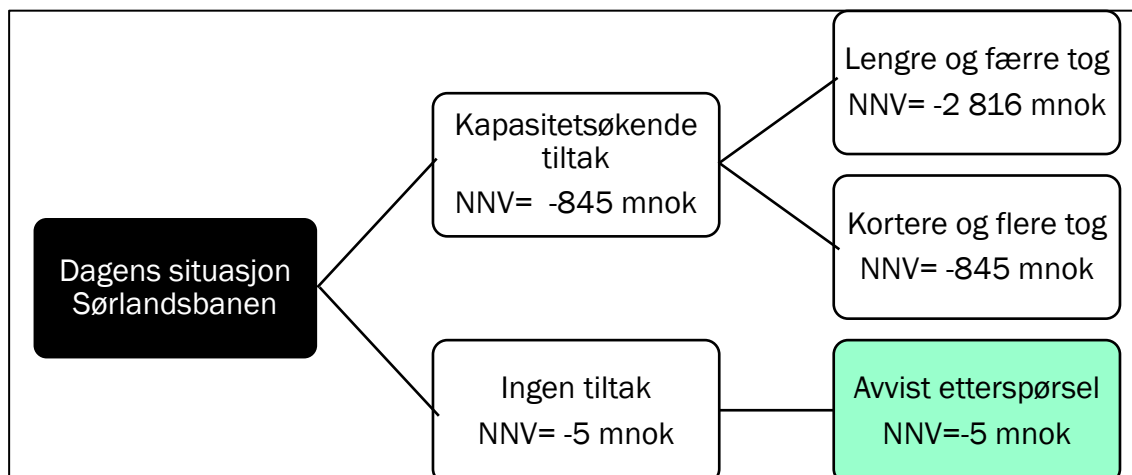 Dagens situasjon
Sørlandsbanen
Kapasitetsøkende
tiltak
NNV=  -845 mnok
Ingen tiltak
NNV= -5 mnok
Lengre og færre tog
NNV= -2 816 mnok
Kortere og flere tog
NNV= -845 mnok
Avvist etterspørsel
NNV=-5 mnok